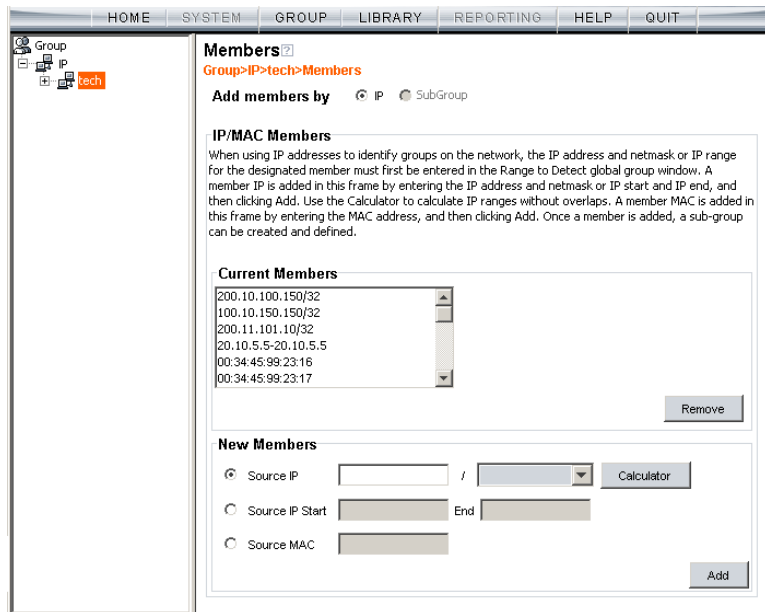 HOME SYSTEM GROUP LIBRARY REPORTING HELP QUIT
Group
IP
tech
Members?
Group>IP>tech>Members
Add members by IP SubGroup
IP/MAC Members
When using IP addresses to identify groups on the network, the IP address and netmask or IP range
for the designated member must first be entered in the Range to Detect global group window. A
member IP is added in this frame by entering the IP address and netmask or IP start and IP end, and
then clicking Add. Use the Calculator to calculate IP ranges without overlaps. A member MAC is added in
this frame by entering the MAC address, and then clicking Add. Once a member is added, a sub-group
can be created and defined.
Current Members
200.10.100.150/32
100.10.150.150/32
200.11.101.10/32
20.10.5.5-20.10.5.5
00:34:45:99:23:16
00:34:45:99:23:17
Remove
New Members
Source IP / Calculator
Source IP Start End
Source MAC
Add